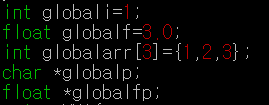 int globali=1;
float globalf=3.0;
int globalarr[3]={1,2,3};
char *globalp;
float *globalfp;